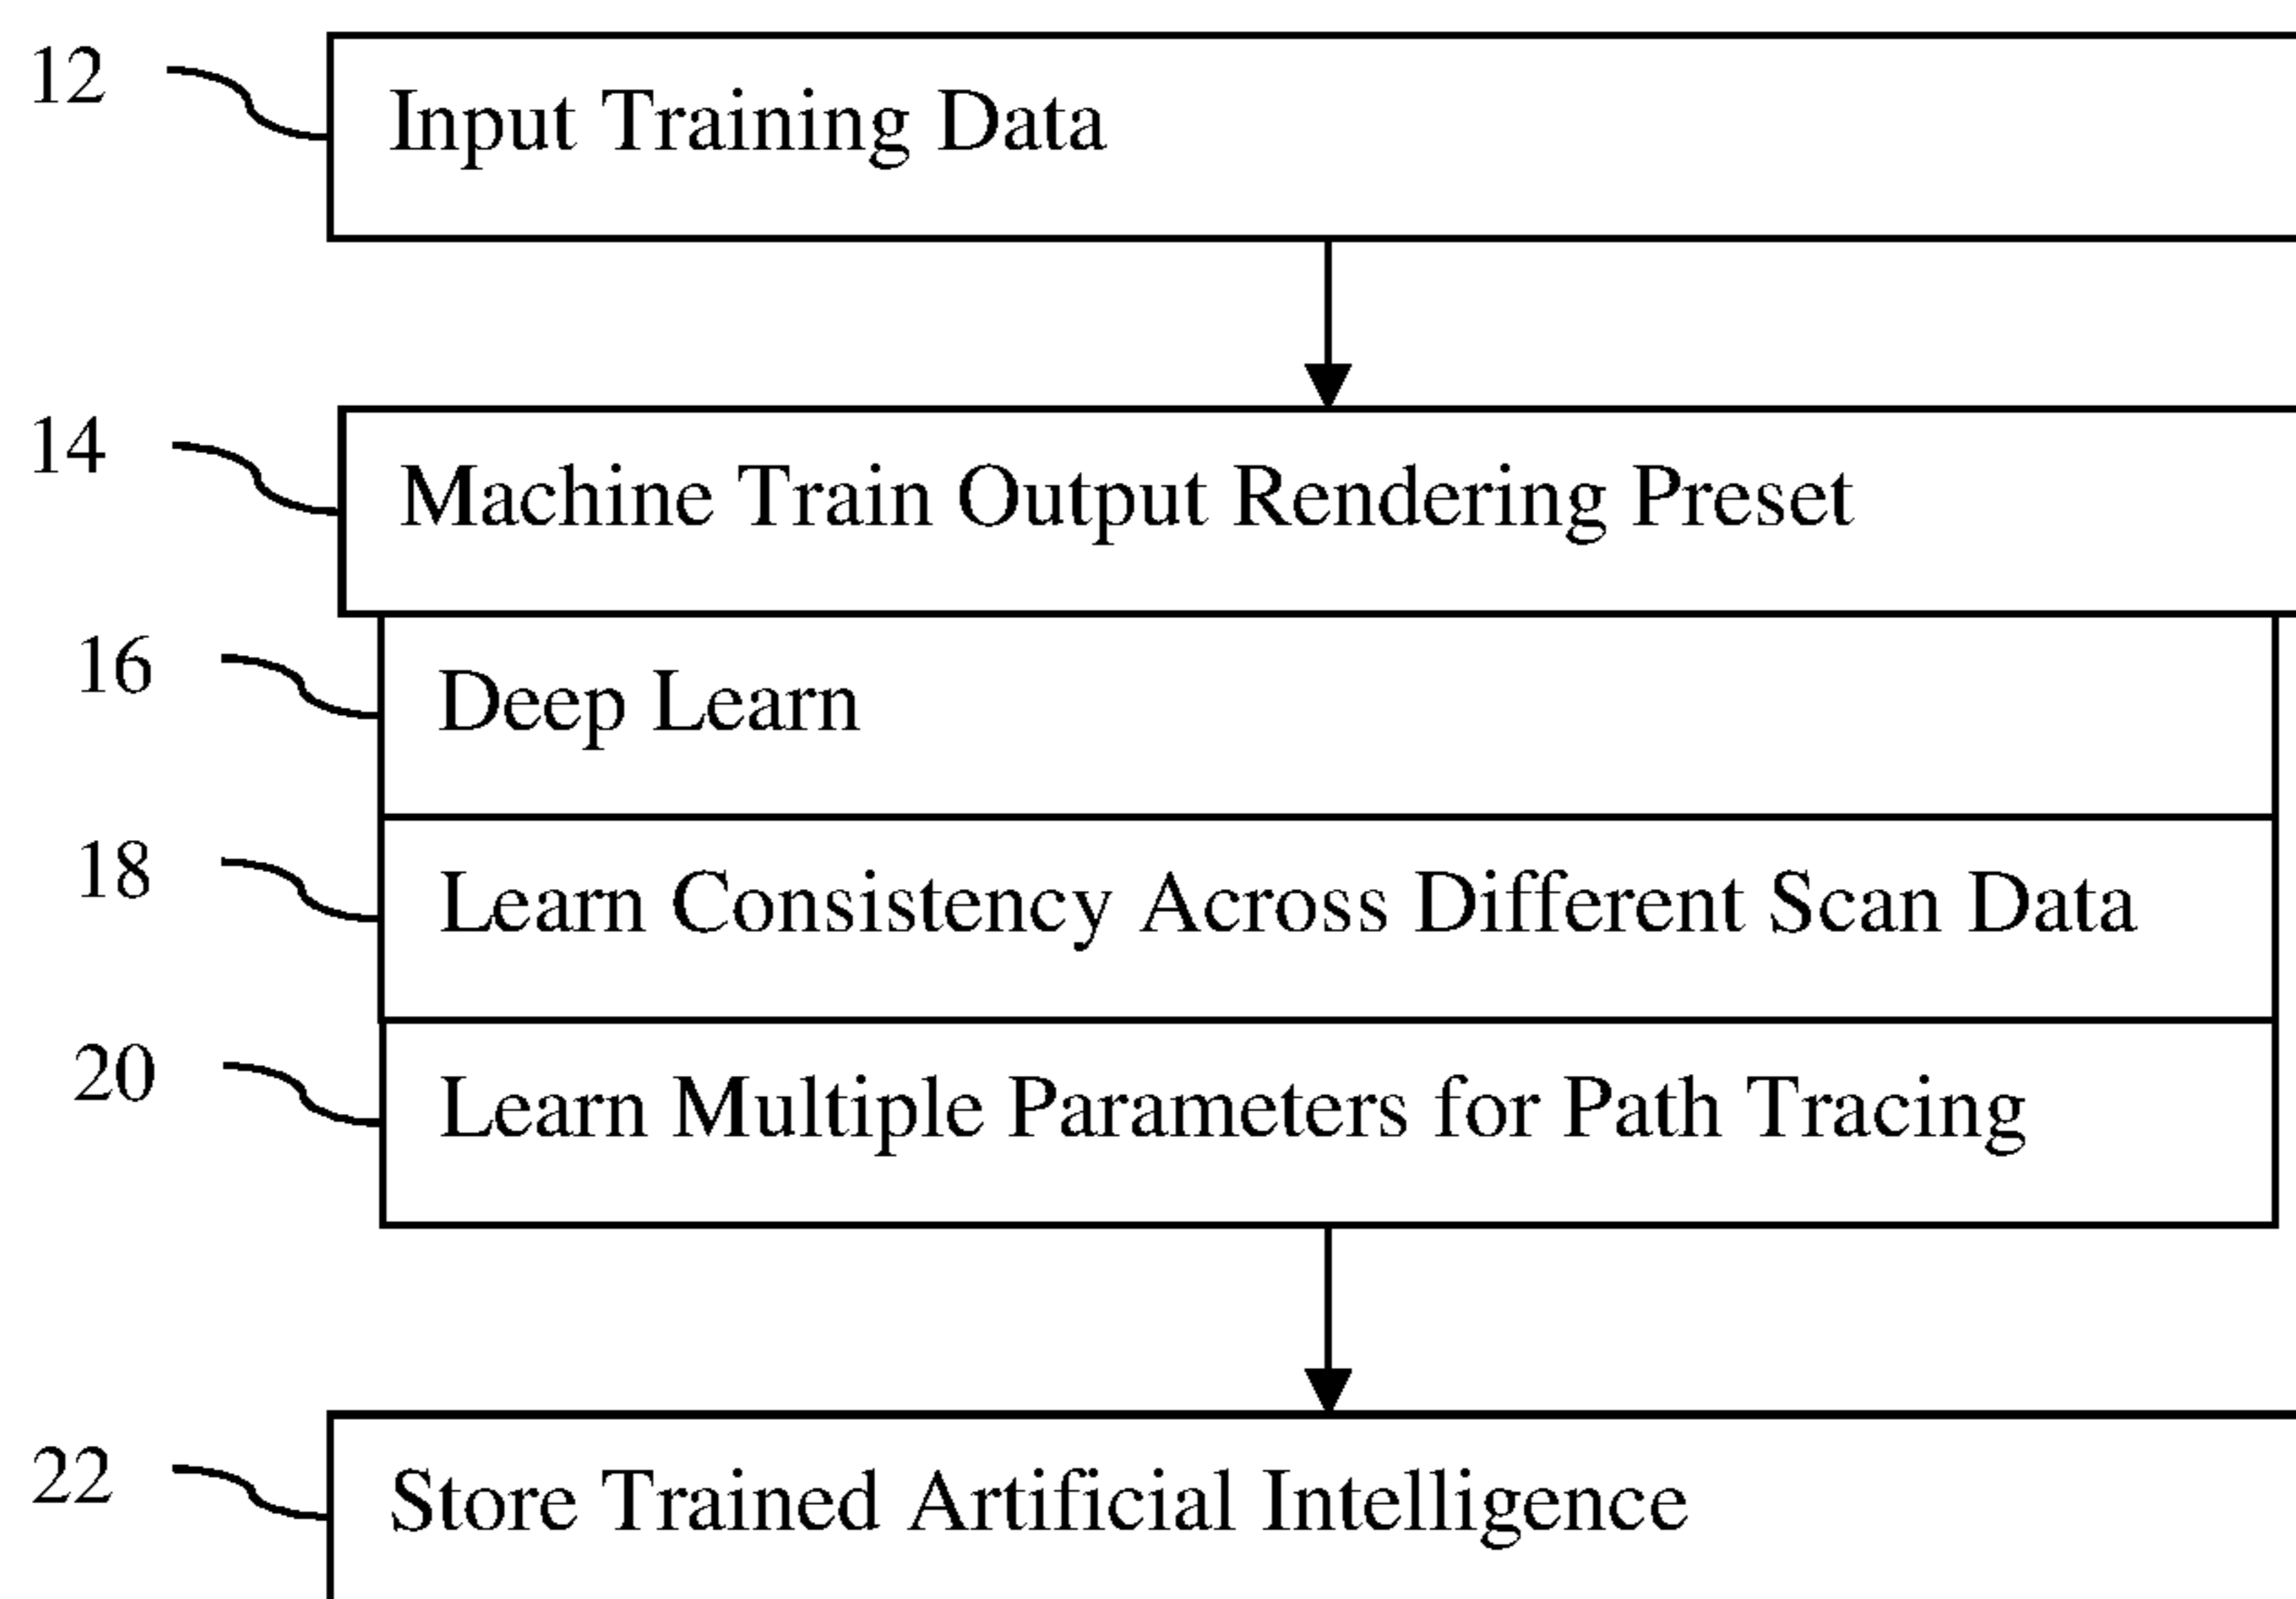 12
Input Training Data
14
Machine Train Output Rendering Preset
16
Deep Learn
18
Learn Consistency Across Different Scan Data
20
Learn Multiple Parameters for Path Tracing
22
Store Trained Artificial Intelligence